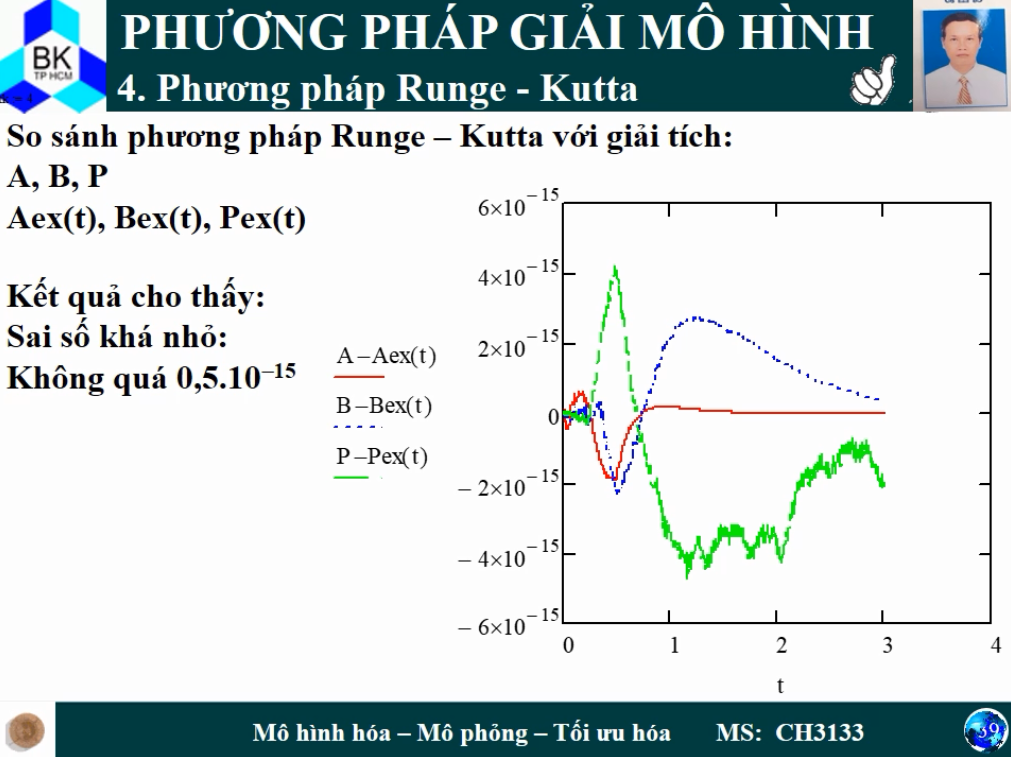 BK
TP HCM
PHƯƠNG PHÁP GIẢI MÔ HÌNH
4. Phương pháp Runge - Kutta
So sánh phương pháp Runge – Kutta với giải tích:
A, B, P
Aex(t), Bex(t), Pex(t)
Kết quả cho thấy:
Sai số khá nhỏ:
Không quá 0,5.10⁻¹⁵
A – Aex(t)
B – Bex(t)
P – Pex(t)
6×10⁻¹⁵
4×10⁻¹⁵
2×10⁻¹⁵
0
– 2×10⁻¹⁵
– 4×10⁻¹⁵
– 6×10⁻¹⁵
0 1 2 3 4
t
Mô hình hóa – Mô phỏng – Tối ưu hóa MS: CH3133
39